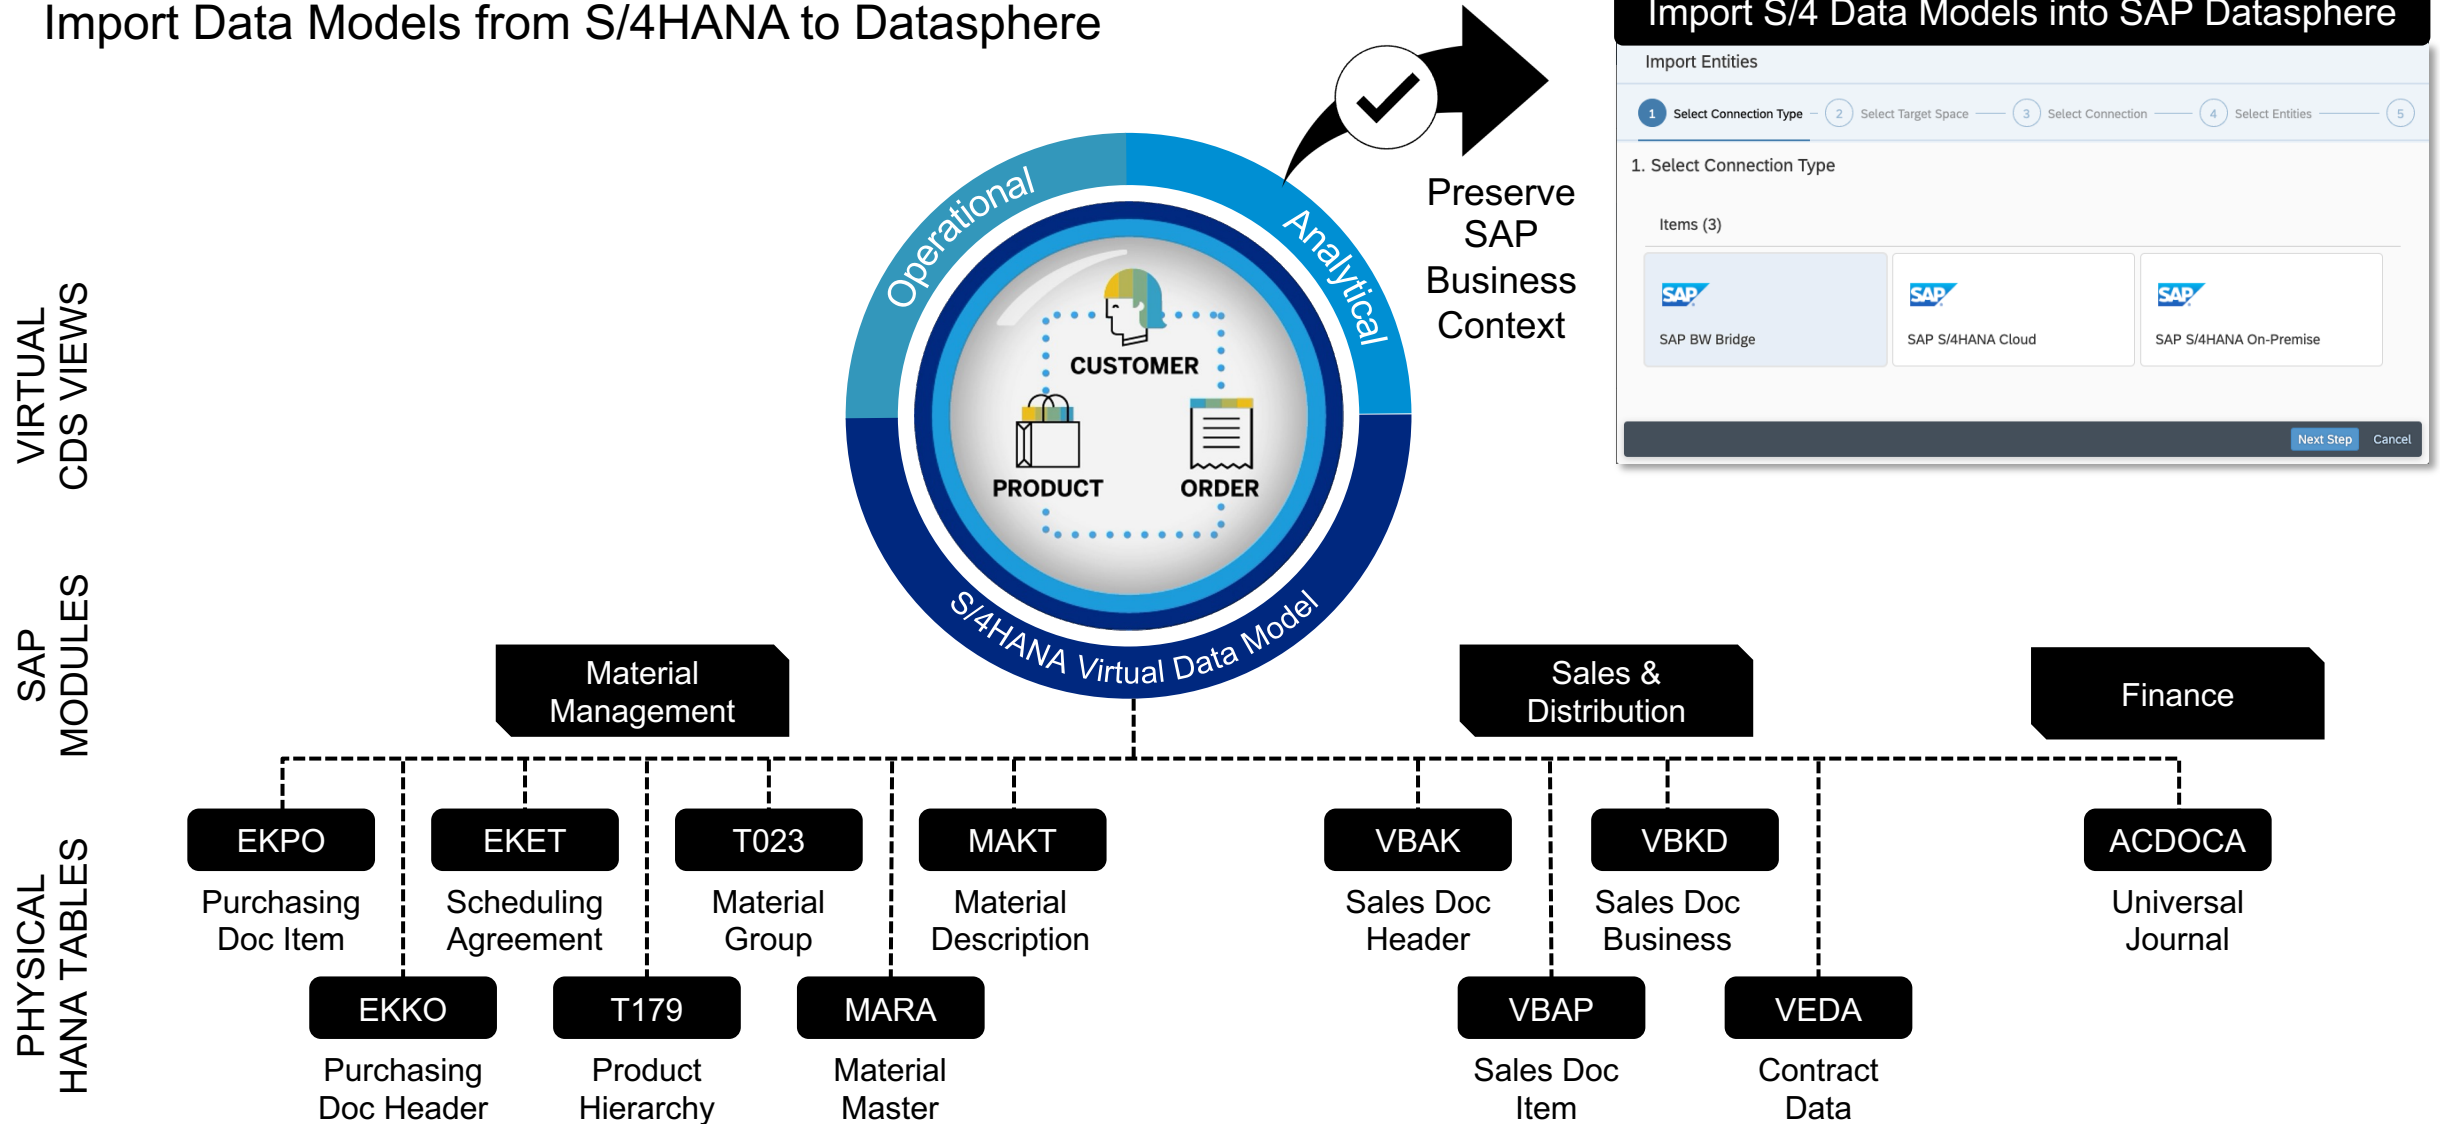 Import Data Models from S/4HANA to Datasphere
Import S/4 Data Models into SAP Datasphere
Import Entities
1 Select Connection Type
2 Select Target Space
3 Select Connection
4 Select Entities
5
1. Select Connection Type
Items (3)
SAP
SAP BW Bridge
SAP
SAP S/4HANA Cloud
SAP
SAP S/4HANA On-Premise
Next Step Cancel
Preserve
SAP
Business
Context
Operational
Analytical
S/4HANA Virtual Data Model
CUSTOMER
PRODUCT
ORDER
VIRTUAL
CDS VIEWS
SAP
MODULES
Material
Management
Sales &
Distribution
Finance
PHYSICAL
HANA TABLES
EKPO
Purchasing
Doc Item
EKKO
Purchasing
Doc Header
EKET
Scheduling
Agreement
T179
Product
Hierarchy
T023
Material
Group
MARA
Material
Master
MAKT
Material
Description
VBAK
Sales Doc
Header
VBAP
Sales Doc
Item
VBKD
Sales Doc
Business
VEDA
Contract
Data
ACDOCA
Universal
Journal